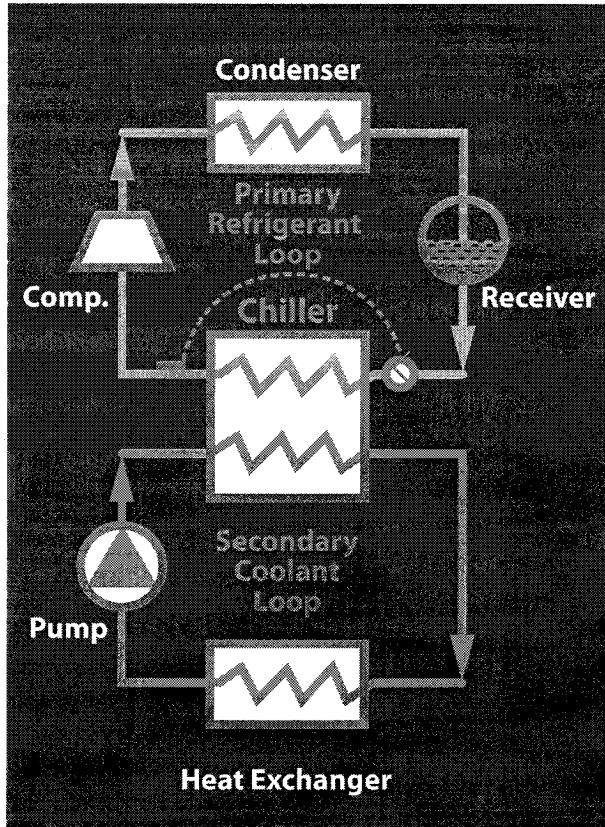 Condenser
Primary
Refrigerant
Loop
Comp.
Receiver
Chiller
Secondary
Coolant
Loop
Pump
Heat Exchanger